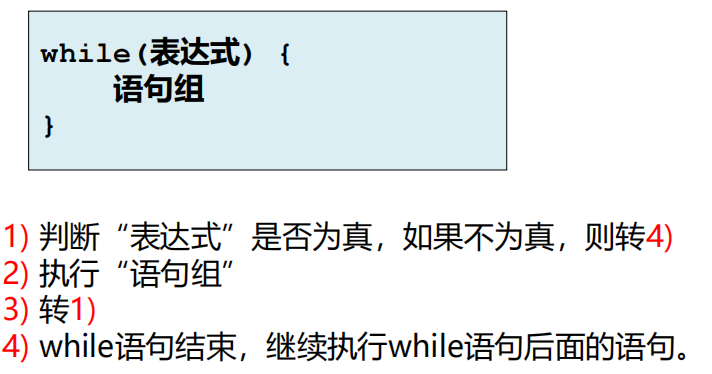 while(表达式) {
语句组
}
1) 判断“表达式”是否为真，如果不为真，则转4)
2) 执行“语句组”
3) 转1)
4) while语句结束，继续执行while语句后面的语句。